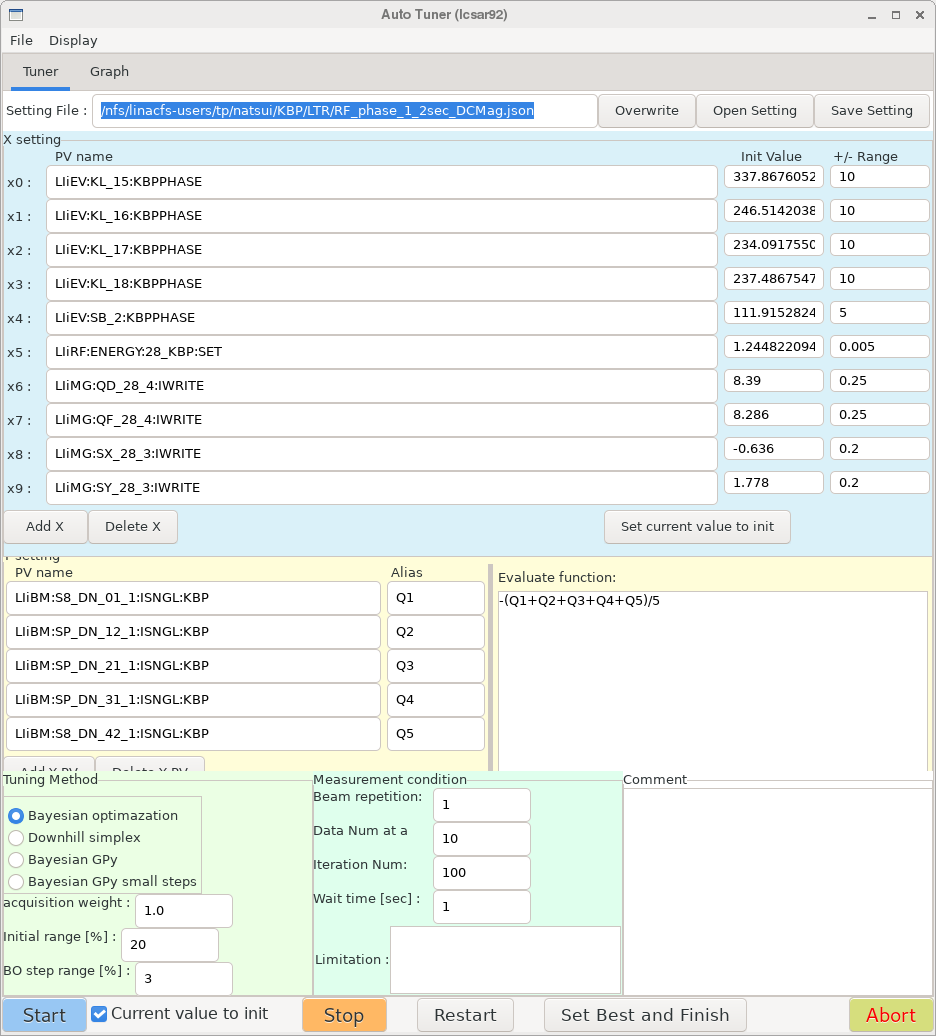 Auto Tuner (lcsar92)
File Display
Tuner Graph
Setting File : /nfs/linacfs-users/tp/natsui/KBP/LTR/RF_phase_1_2sec_DCMag.json Overwrite Open Setting Save Setting
X setting
PV name Init Value +/- Range
x0 : LIiEV:KL_15:KBPPHASE 337.8676052 10
x1 : LIiEV:KL_16:KBPPHASE 246.5142038 10
x2 : LIiEV:KL_17:KBPPHASE 234.0917550 10
x3 : LIiEV:KL_18:KBPPHASE 237.4867547 10
x4 : LIiEV:SB_2:KBPPHASE 111.9152824 5
x5 : LIiRF:ENERGY:28_KBP:SET 1.244822094 0.005
x6 : LIiMG:QD_28_4:IWRITE 8.39 0.25
x7 : LIiMG:QF_28_4:IWRITE 8.286 0.25
x8 : LIiMG:SX_28_3:IWRITE -0.636 0.2
x9 : LIiMG:SY_28_3:IWRITE 1.778 0.2
Add X Delete X Set current value to init
setting
PV name Alias Evaluate function:
LIiBM:S8_DN_01_1:ISNGL:KBP Q1 -(Q1+Q2+Q3+Q4+Q5)/5
LIiBM:SP_DN_12_1:ISNGL:KBP Q2
LIiBM:SP_DN_21_1:ISNGL:KBP Q3
LIiBM:SP_DN_31_1:ISNGL:KBP Q4
LIiBM:S8_DN_42_1:ISNGL:KBP Q5
Tuning Method Measurement condition Comment
Beam repetition: 1
Bayesian optimazation
Data Num at a 10
Downhill simplex
Bayesian GPy
Iteration Num: 100
Bayesian GPy small steps
acquisition weight : 1.0 Wait time [sec] : 1
Initial range [%] : 20
Limitation :
BO step range [%] : 3
Start Current value to init Stop Restart Set Best and Finish Abort